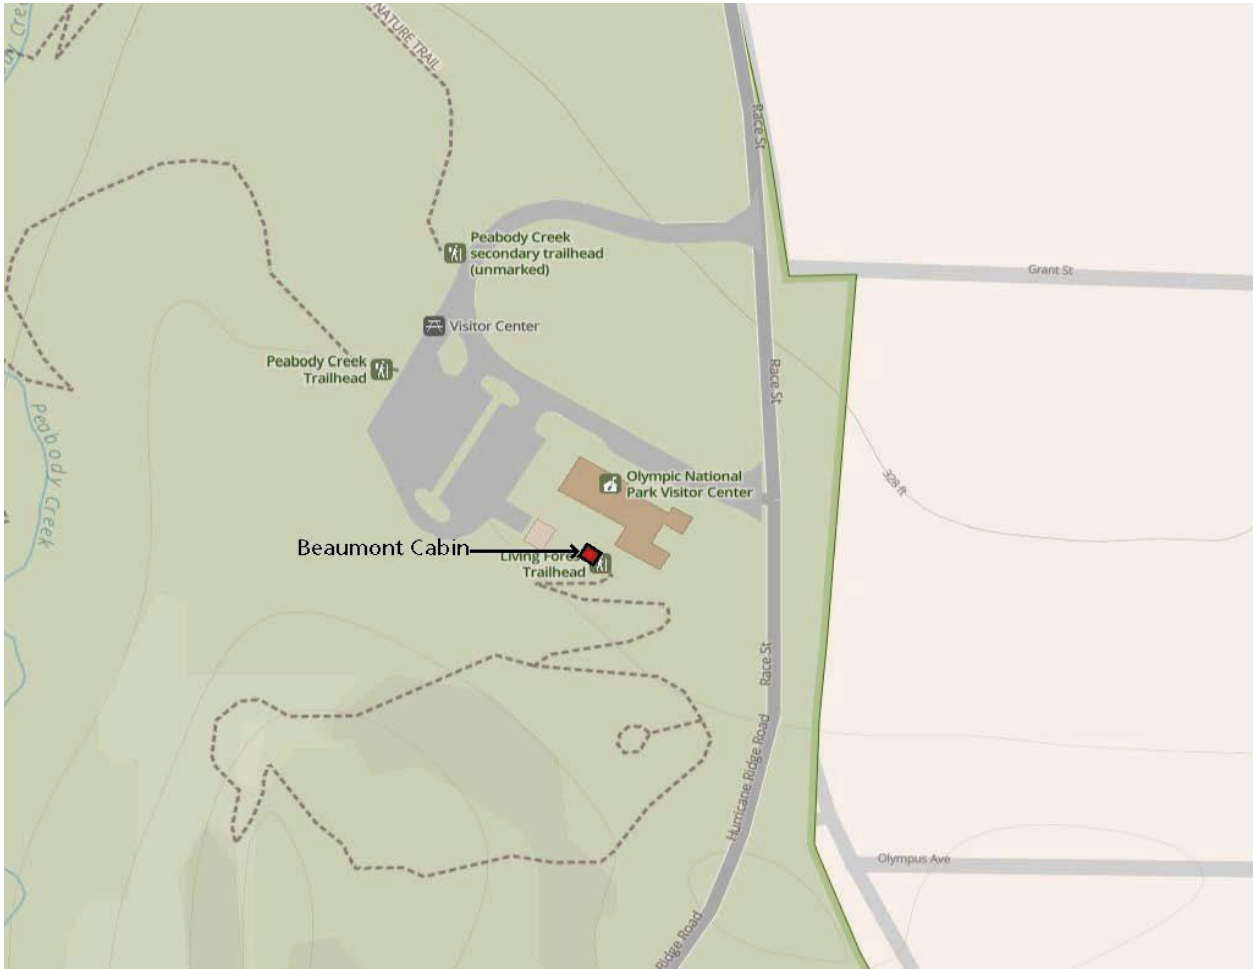 NATURE TRAIL
Race St
Peabody Creek
secondary trailhead
(unmarked)
Grant St
Visitor Center
Peabody Creek
Trailhead
Race St
Peabody Creek
Olympic National
Park Visitor Center
328 ft
Beaumont Cabin
Living
Trailhead
Race St
Hurricane Ridge Road
Olympus Ave
Ridge Road